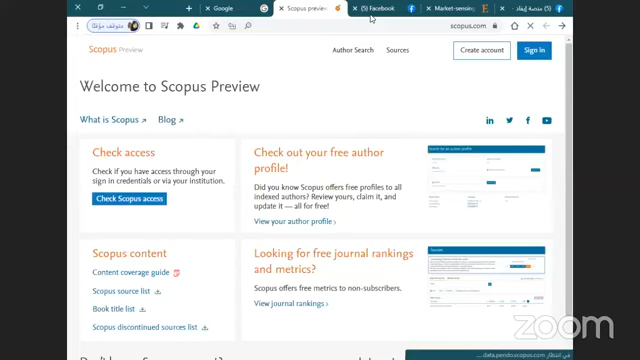 Google
Scopus preview
(5) Facebook
Market-sensing
منصة إيفاد (5)
متوقف مؤقتًا
scopus.com
Scopus Preview
Author Search
Sources
Create account
Sign in
Welcome to Scopus Preview
What is Scopus
Blog
Check access
Check if you have access through your
sign in credentials or via your institution.
Check Scopus access
Check out your free author
profile!
Did you know Scopus offers free profiles to all
indexed authors? Review yours, claim it, and
update it — all for free!
View your author profile
Scopus content
Content coverage guide
Scopus source list
Book title list
Scopus discontinued sources list
Looking for free journal rankings
and metrics?
Scopus offers free metrics to non-subscribers.
View journal rankings
في انتظار data.pendo.scopus.com...
zoom